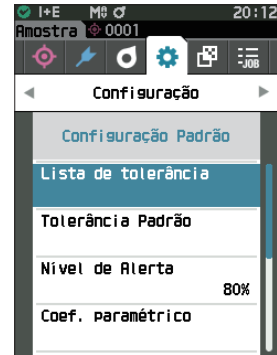 I+E M0 20:12
Amostra 0001
JOB
Configuração
Configuração Padrão
Lista de tolerância
Tolerância Padrão
Nível de Alerta
80%
Coef. paramétrico